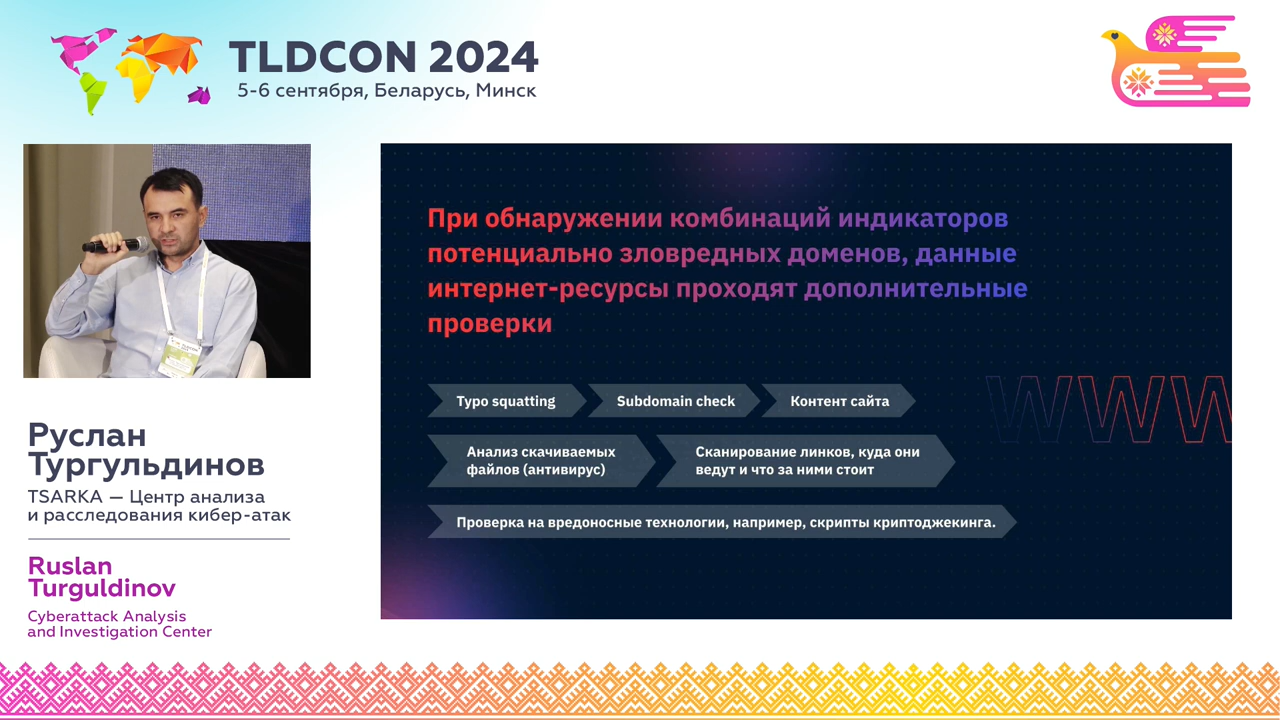 TLDCON 2024
5-6 сентября, Беларусь, Минск
При обнаружении комбинаций индикаторов
потенциально зловредных доменов, данные
интернет-ресурсы проходят дополнительные
проверки
Typo squatting
Subdomain check
Контент сайта
Анализ скачиваемых
файлов (антивирус)
Сканирование линков, куда они
ведут и что за ними стоит
Проверка на вредоносные технологии, например, скрипты криптоджекинга.
WWW
Руслан
Тургульдинов
TSARKA — Центр анализа
и расследования кибер-атак
Ruslan
Turguldinov
Cyberattack Analysis
and Investigation Center